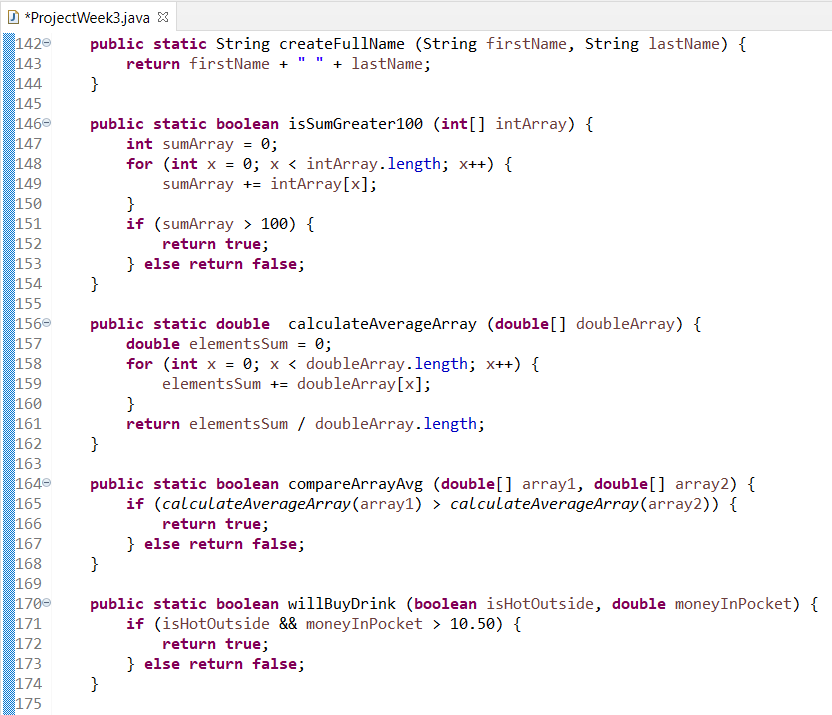 *ProjectWeek3.java
142 public static String createFullName (String firstName, String lastName) {
143 return firstName + " " + lastName;
144 }
145
146 public static boolean isSumGreater100 (int[] intArray) {
147 int sumArray = 0;
148 for (int x = 0; x < intArray.length; x++) {
149 sumArray += intArray[x];
150 }
151 if (sumArray > 100) {
152 return true;
153 } else return false;
154 }
155
156 public static double  calculateAverageArray (double[] doubleArray) {
157 double elementsSum = 0;
158 for (int x = 0; x < doubleArray.length; x++) {
159 elementsSum += doubleArray[x];
160 }
161 return elementsSum / doubleArray.length;
162 }
163
164 public static boolean compareArrayAvg (double[] array1, double[] array2) {
165 if (calculateAverageArray(array1) > calculateAverageArray(array2)) {
166 return true;
167 } else return false;
168 }
169
170 public static boolean willBuyDrink (boolean isHotOutside, double moneyInPocket) {
171 if (isHotOutside && moneyInPocket > 10.50) {
172 return true;
173 } else return false;
174 }
175